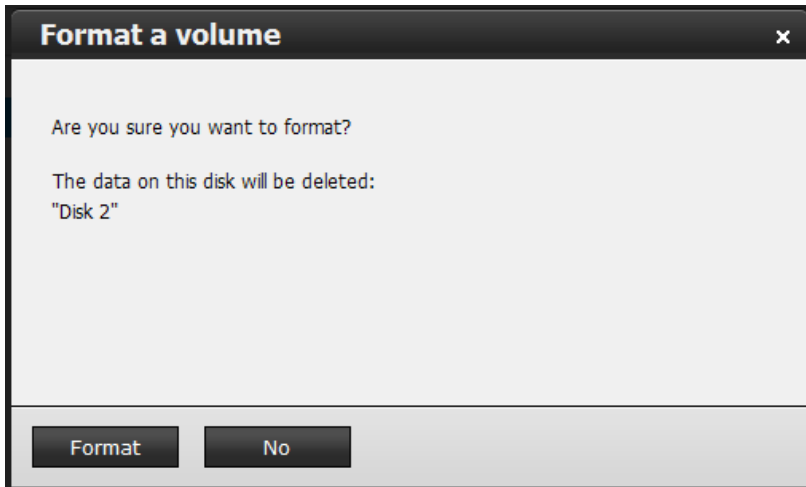 Format a volume
×
Are you sure you want to format?
The data on this disk will be deleted:
"Disk 2"
Format
No